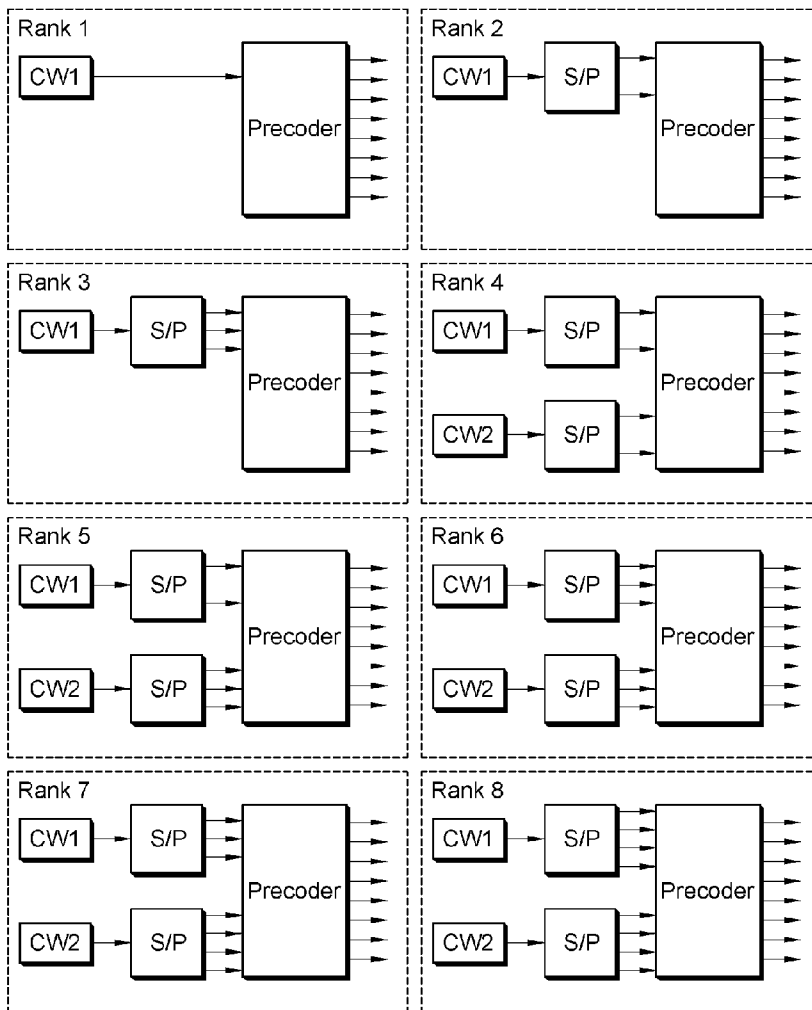 Rank 1
CW1
Precoder
Rank 2
CW1
S/P
Precoder
Rank 3
CW1
S/P
Precoder
Rank 4
CW1
S/P
Precoder
CW2
S/P
Rank 5
CW1
S/P
Precoder
CW2
S/P
Rank 6
CW1
S/P
Precoder
CW2
S/P
Rank 7
CW1
S/P
Precoder
CW2
S/P
Rank 8
CW1
S/P
Precoder
CW2
S/P